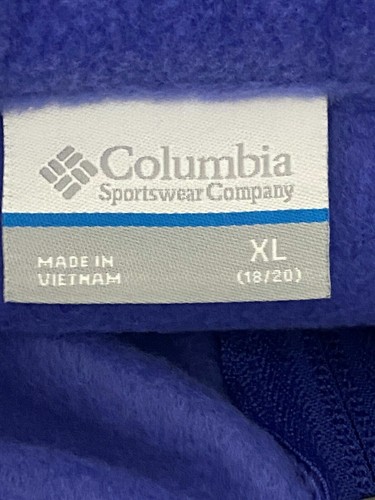 Columbia
Sportswear Company
MADE IN
VIETNAM
XL
(18/20)